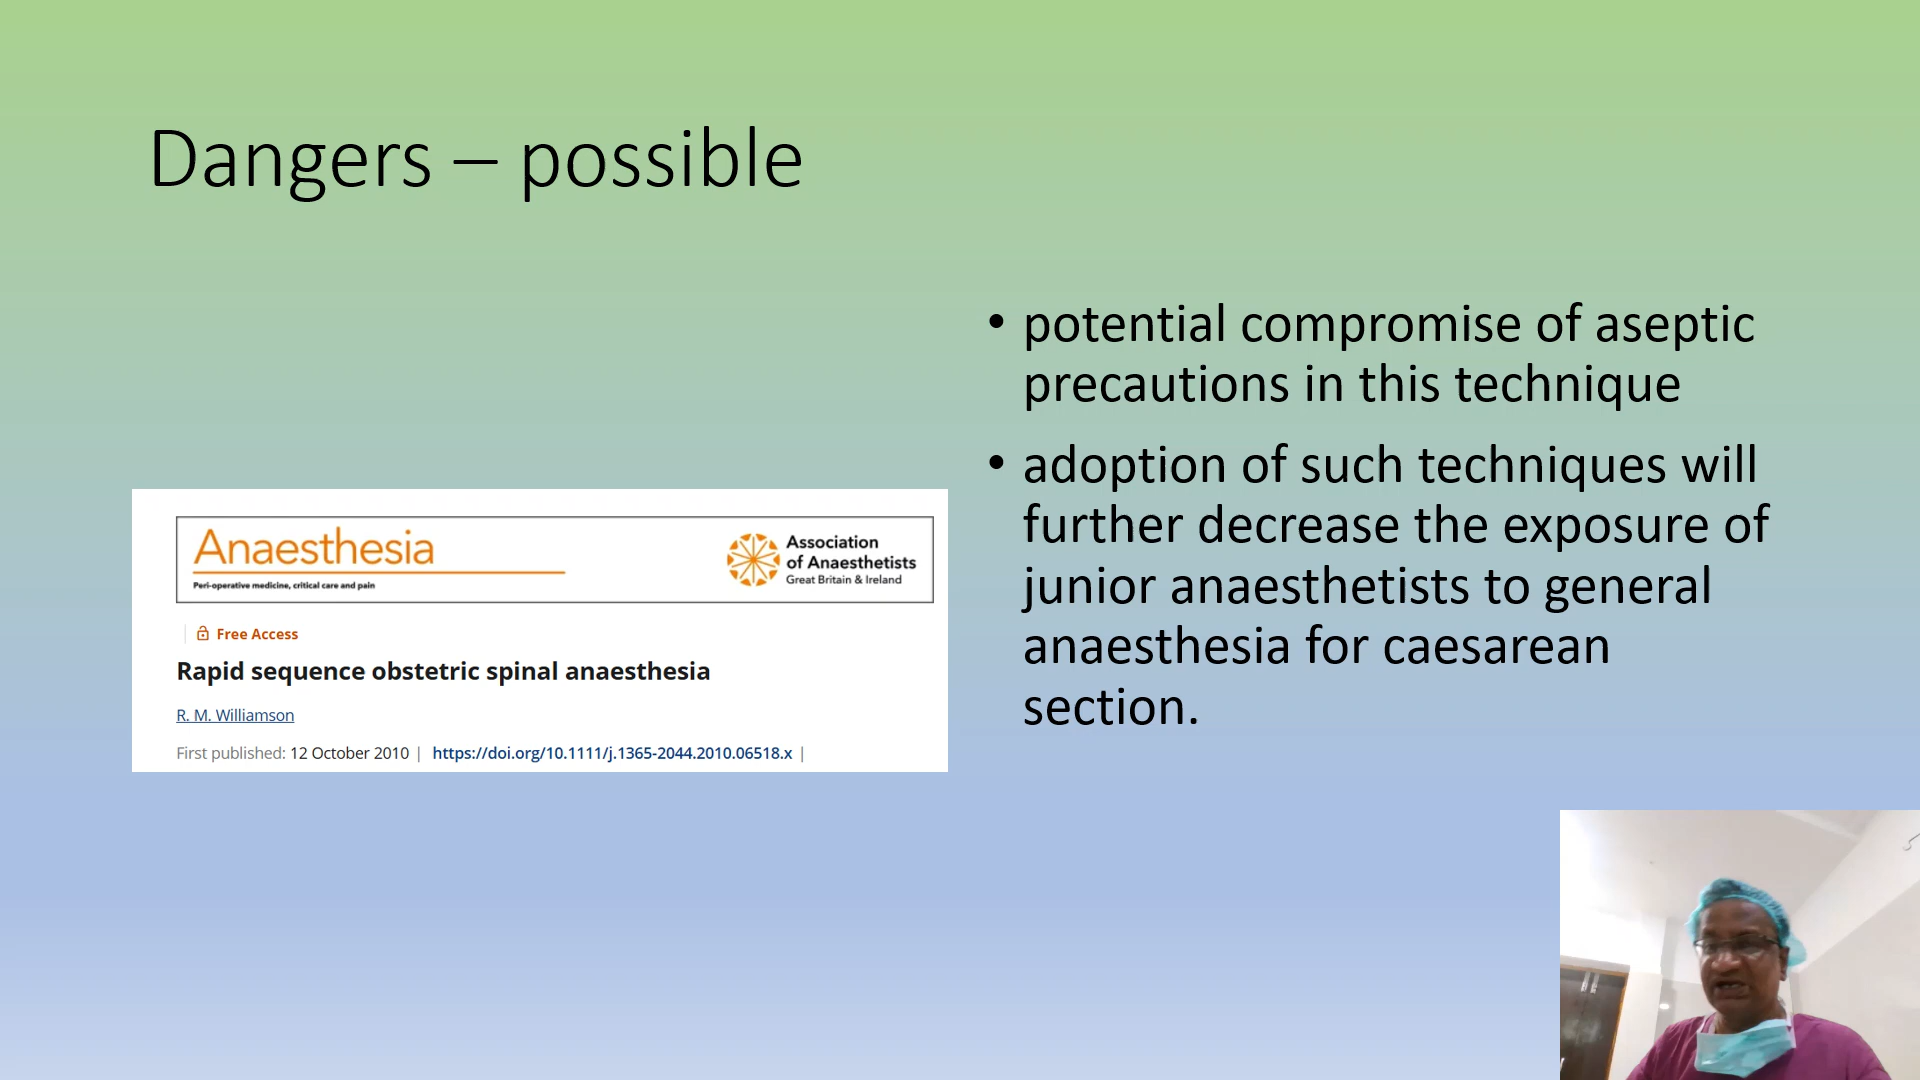 Dangers – possible
Anaesthesia
Peri-operative medicine, critical care and pain
Association
of Anaesthetists
Great Britain & Ireland
Free Access
Rapid sequence obstetric spinal anaesthesia
R. M. Williamson
First published: 12 October 2010 | https://doi.org/10.1111/j.1365-2044.2010.06518.x |
• potential compromise of aseptic
precautions in this technique
• adoption of such techniques will
further decrease the exposure of
junior anaesthetists to general
anaesthesia for caesarean
section.